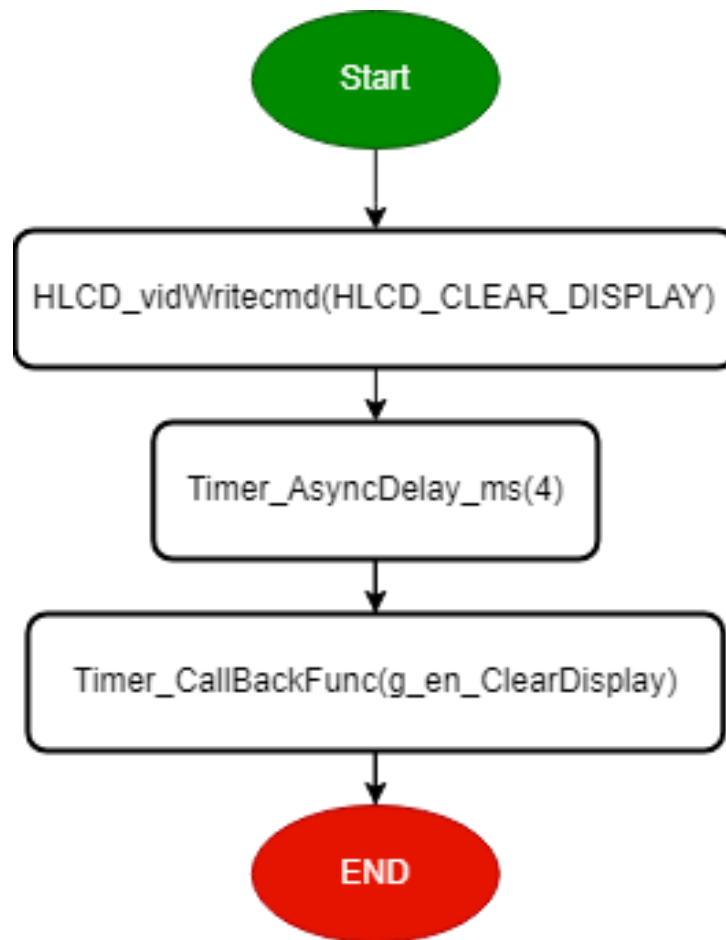 Start
HLCD_vidWritecmd(HLCD_CLEAR_DISPLAY)
Timer_AsyncDelay_ms(4)
Timer_CallBackFunc(g_en_ClearDisplay)
END